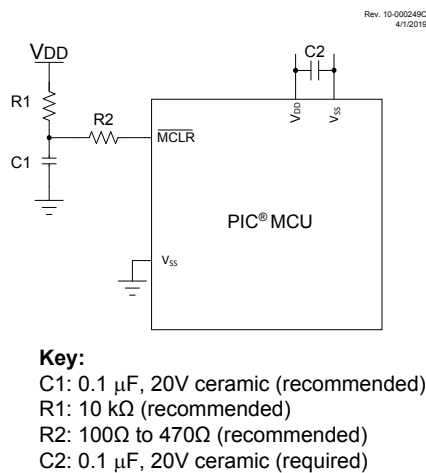 Rev. 10-000249C
4/1/2019
VDD
R1
R2
C1
C2
MCLR
VDD
VSS
VSS
PIC® MCU
Key:
C1: 0.1 μF, 20V ceramic (recommended)
R1: 10 kΩ (recommended)
R2: 100Ω to 470Ω (recommended)
C2: 0.1 μF, 20V ceramic (required)